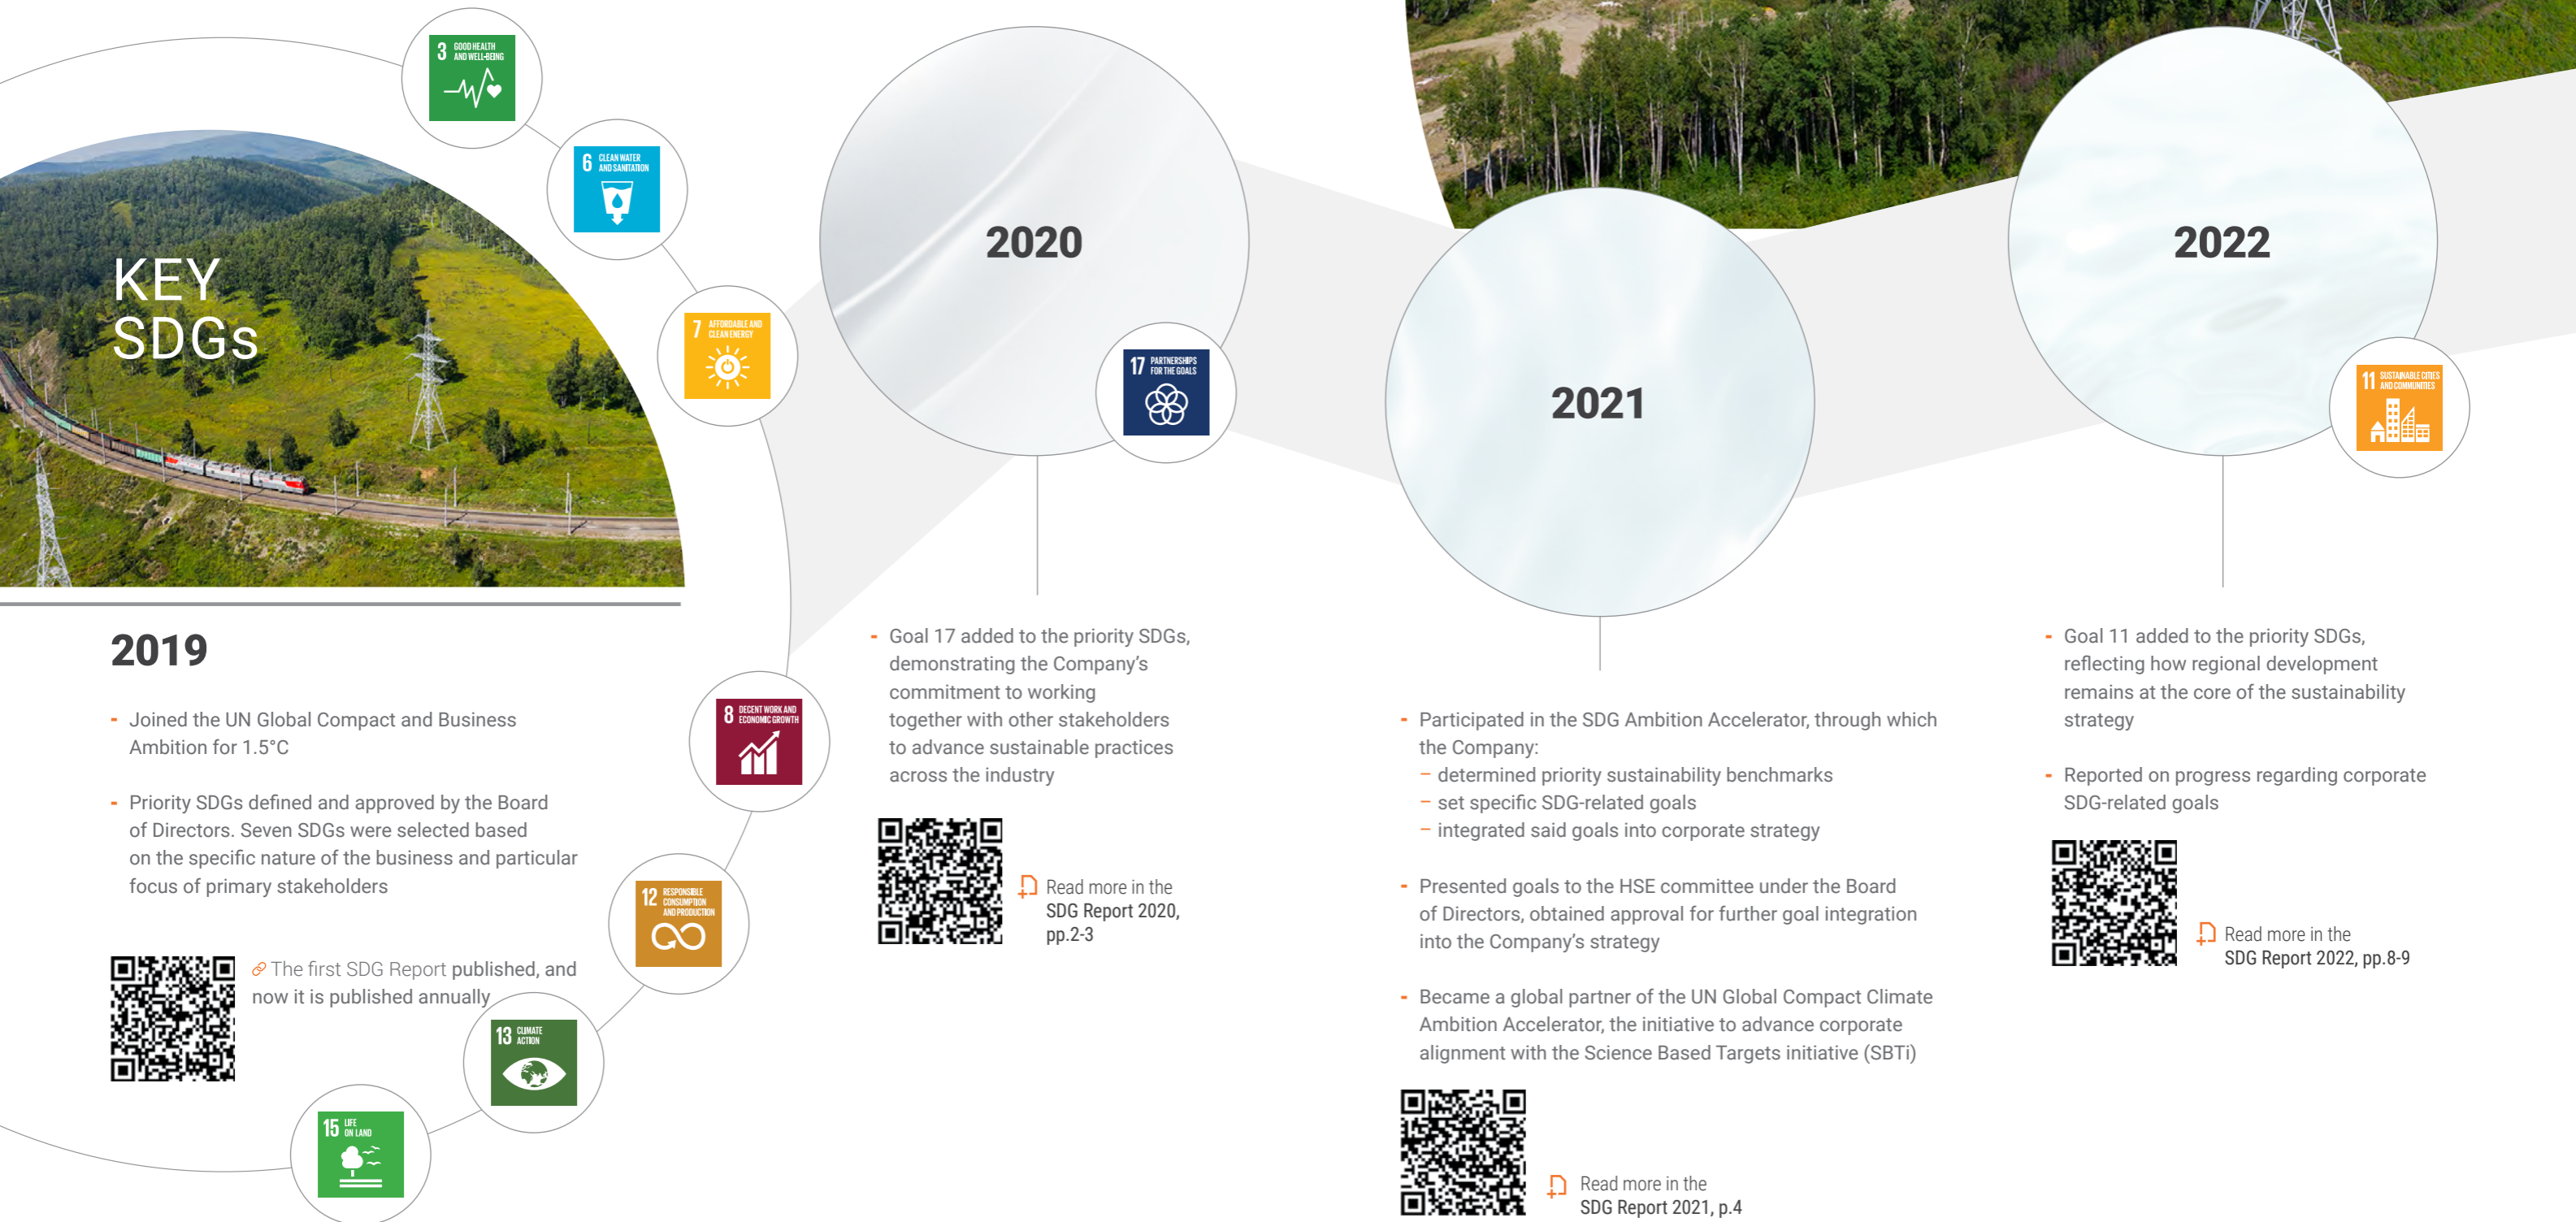 KEY
SDGs
3 GOOD HEALTH
AND WELL-BEING
6 CLEAN WATER
AND SANITATION
7 AFFORDABLE AND
CLEAN ENERGY
8 DECENT WORK AND
ECONOMIC GROWTH
12 RESPONSIBLE
CONSUMPTION
AND PRODUCTION
13 CLIMATE
ACTION
15 LIFE
ON LAND
2019
- Joined the UN Global Compact and Business
Ambition for 1.5°C
- Priority SDGs defined and approved by the Board
of Directors. Seven SDGs were selected based
on the specific nature of the business and particular
focus of primary stakeholders
The first SDG Report published, and
now it is published annually
2020
17 PARTNERSHIPS
FOR THE GOALS
- Goal 17 added to the priority SDGs,
demonstrating the Company's
commitment to working
together with other stakeholders
to advance sustainable practices
across the industry
Read more in the
SDG Report 2020,
pp.2-3
2021
- Participated in the SDG Ambition Accelerator, through which
the Company:
– determined priority sustainability benchmarks
– set specific SDG-related goals
– integrated said goals into corporate strategy
- Presented goals to the HSE committee under the Board
of Directors, obtained approval for further goal integration
into the Company's strategy
- Became a global partner of the UN Global Compact Climate
Ambition Accelerator, the initiative to advance corporate
alignment with the Science Based Targets initiative (SBTi)
Read more in the
SDG Report 2021, p.4
2022
11 SUSTAINABLE CITIES
AND COMMUNITIES
- Goal 11 added to the priority SDGs,
reflecting how regional development
remains at the core of the sustainability
strategy
- Reported on progress regarding corporate
SDG-related goals
Read more in the
SDG Report 2022, pp.8-9